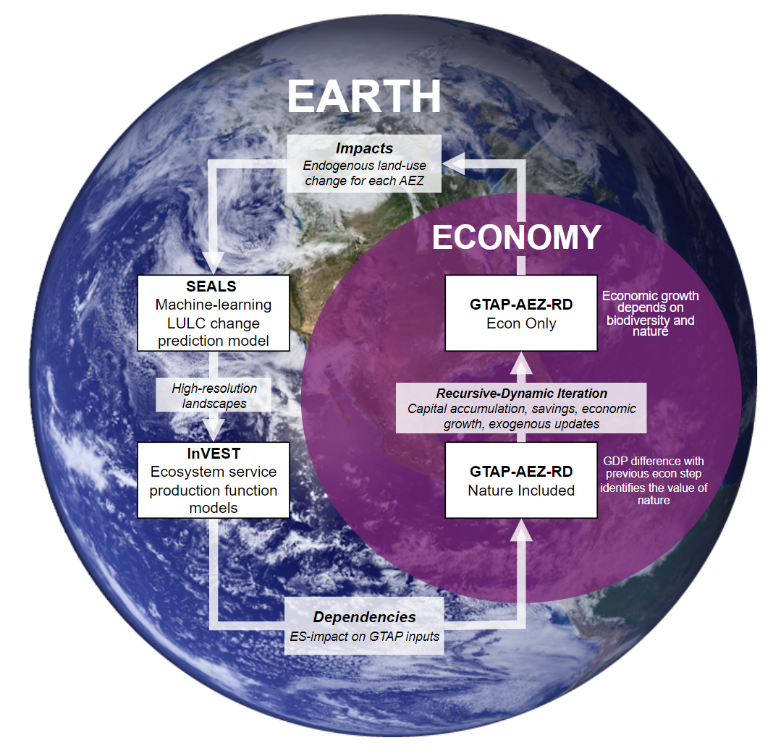 EARTH
Impacts
Endogenous land-use
change for each AEZ
ECONOMY
SEALS
Machine-learning
LULC change
prediction model
GTAP-AEZ-RD
Econ Only
Economic growth
depends on
biodiversity and
nature
High-resolution
landscapes
Recursive-Dynamic Iteration
Capital accumulation, savings, economic
growth, exogenous updates
InVEST
Ecosystem service
production function
models
GTAP-AEZ-RD
Nature Included
GDP difference with
previous econ step
identifies the value of
nature
Dependencies
ES-impact on GTAP inputs